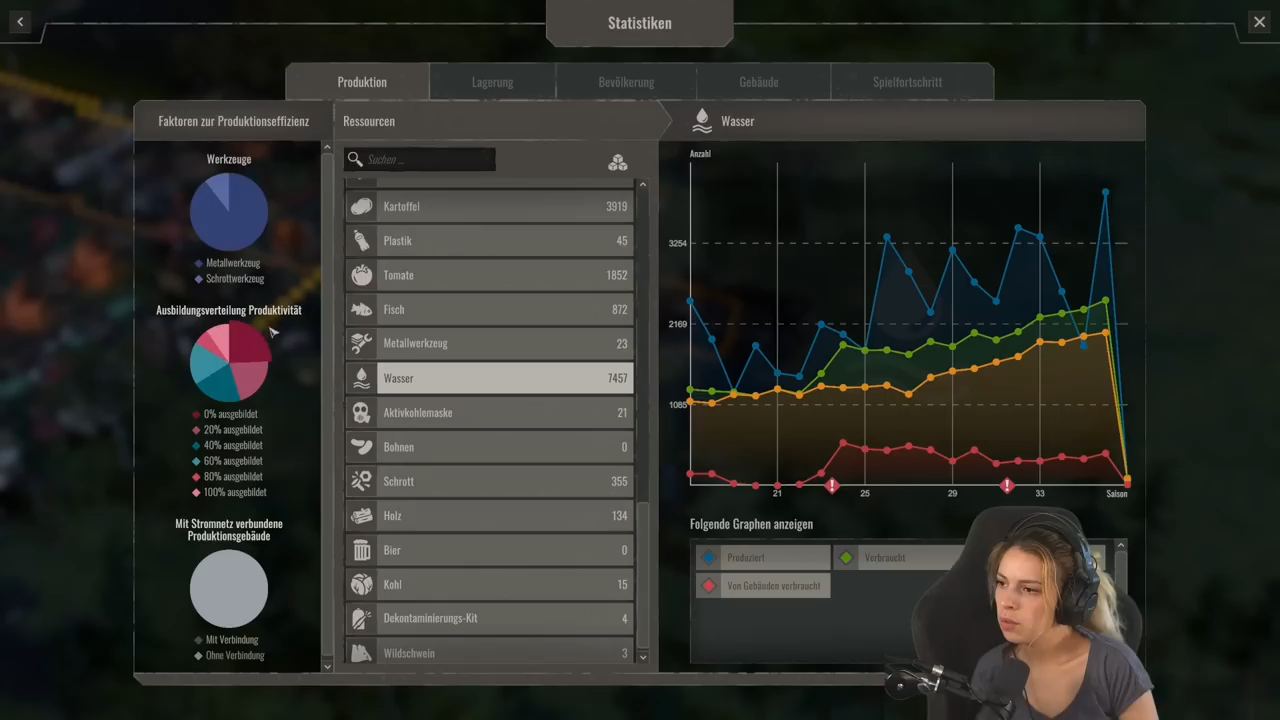 Statistiken
Produktion
Lagerung
Bevölkerung
Gebäude
Spielfortschritt
Faktoren zur Produktionseffizienz
Werkzeuge
Metallwerkzeug
Schrottwerkzeug
Ausbildungsverteilung Produktivität
0% ausgebildet
20% ausgebildet
40% ausgebildet
60% ausgebildet
80% ausgebildet
100% ausgebildet
Mit Stromnetz verbundene
Produktionsgebäude
Mit Verbindung
Ohne Verbindung
Ressourcen
Suchen ...
Kartoffel 3919
Plastik 45
Tomate 1852
Fisch 872
Metallwerkzeug 23
Wasser 7457
Aktivkohlemaske 21
Bohnen 0
Schrott 355
Holz 134
Bier 0
Kohl 15
Dekontaminierungs-Kit 4
Wildschwein 3
Wasser
Anzahl
3254
2169
1085
21 25 29 33 Saison
Folgende Graphen anzeigen
Produziert
Verbraucht
Von Gebäuden verbraucht